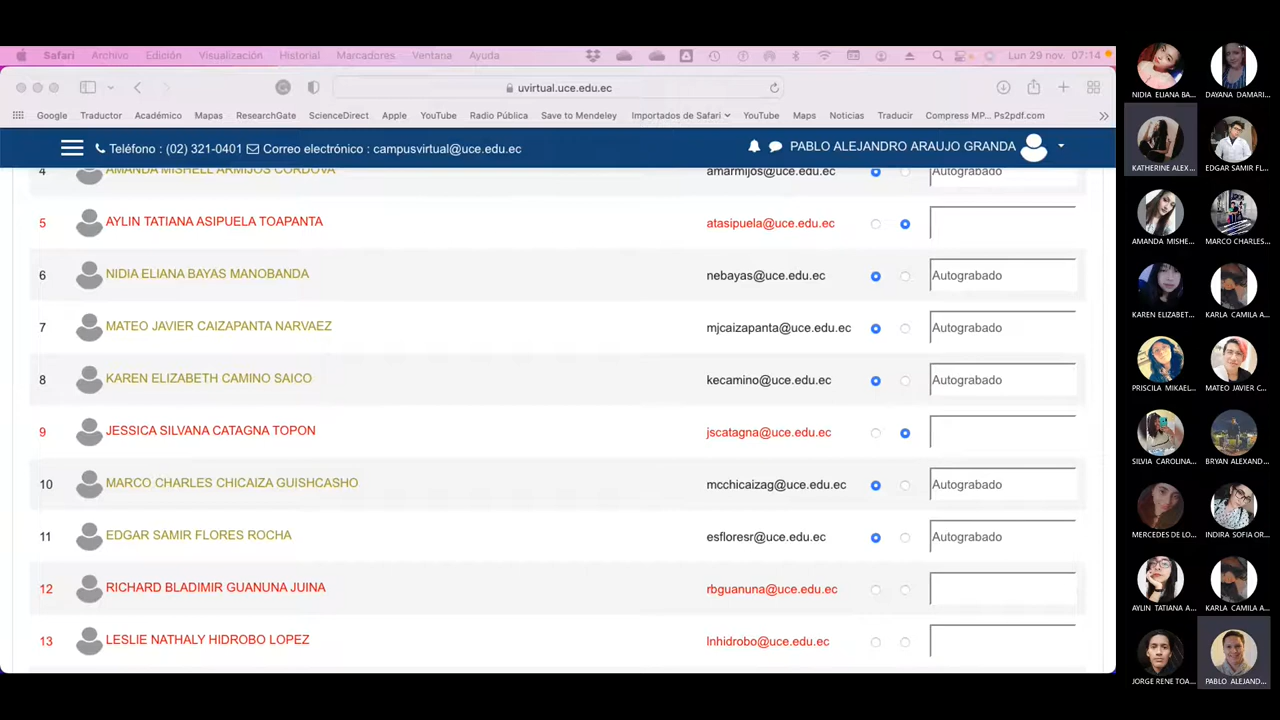 Safari Archivo Edición Visualización Historial Marcadores Ventana Ayuda Lun 29 nov. 07:14
uvirtual.uce.edu.ec
Google Traductor Académico Mapas ResearchGate ScienceDirect Apple YouTube Radio Pública Save to Mendeley Importados de Safari YouTube Maps Noticias Traducir Compress MP... Ps2pdf.com
Teléfono : (02) 321-0401 Correo electrónico : campusvirtual@uce.edu.ec PABLO ALEJANDRO ARAUJO GRANDA
4 AMANDA MISHELL ARMIJOS CORDOVA amarmijos@uce.edu.ec Autograbado
5 AYLIN TATIANA ASIPUELA TOAPANTA atasipuela@uce.edu.ec
6 NIDIA ELIANA BAYAS MANOBANDA nebayas@uce.edu.ec Autograbado
7 MATEO JAVIER CAIZAPANTA NARVAEZ mjcaizapanta@uce.edu.ec Autograbado
8 KAREN ELIZABETH CAMINO SAICO kecamino@uce.edu.ec Autograbado
9 JESSICA SILVANA CATAGNA TOPON jscatagna@uce.edu.ec
10 MARCO CHARLES CHICAIZA GUISHCASHO mcchicaizag@uce.edu.ec Autograbado
11 EDGAR SAMIR FLORES ROCHA esfloresr@uce.edu.ec Autograbado
12 RICHARD BLADIMIR GUANUNA JUINA rbguanuna@uce.edu.ec
13 LESLIE NATHALY HIDROBO LOPEZ lnhidrobo@uce.edu.ec
NIDIA ELIANA BA... DAYANA DAMARI...
KATHERINE ALEX... EDGAR SAMIR FL...
AMANDA MISHE... MARCO CHARLES...
KAREN ELIZABET... KARLA CAMILA A...
PRISCILA MIKAEL... MATEO JAVIER C...
SILVIA CAROLINA... BRYAN ALEXAND...
MERCEDES DE LO... INDIRA SOFIA OR...
AYLIN TATIANA A... KARLA CAMILA A...
JORGE RENE TOA... PABLO ALEJAND...